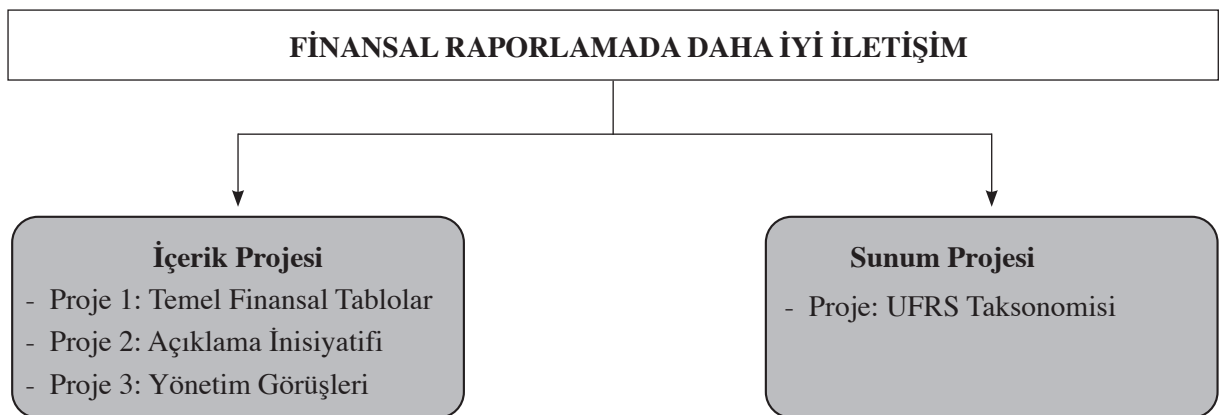 FİNANSAL RAPORLAMADA DAHA İYİ İLETİŞİM
İçerik Projesi
- Proje 1: Temel Finansal Tablolar
- Proje 2: Açıklama İnisiyatifi
- Proje 3: Yönetim Görüşleri
Sunum Projesi
- Proje: UFRS Taksonomisi